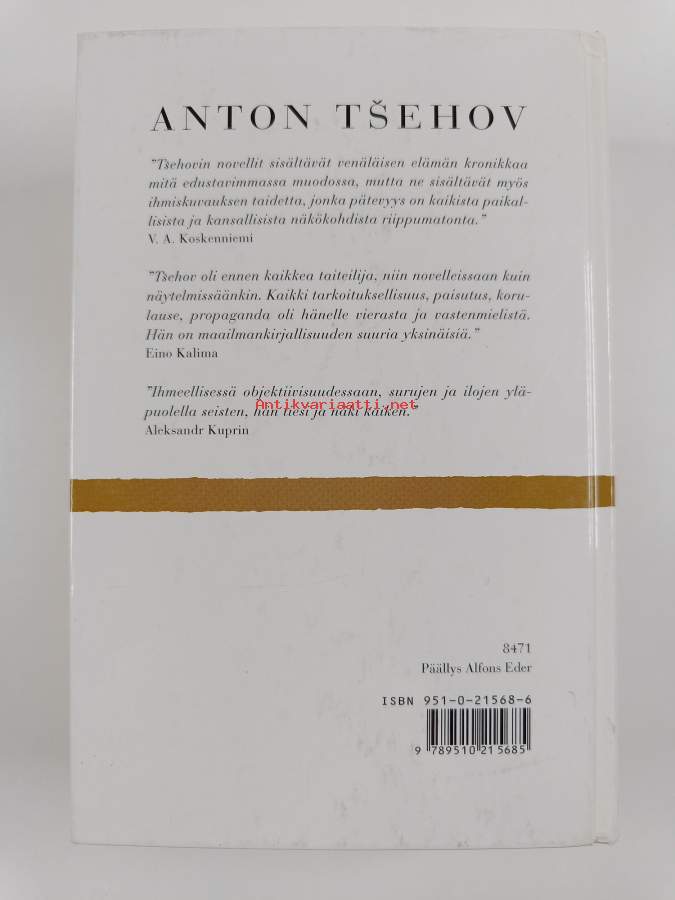 ANTON TŠEHOV
"Tšehovin novellit sisältävät venäläisen elämän kronikkaa
mitä edustavimmassa muodossa, mutta ne sisältävät myös
ihmiskuvauksen taidetta, jonka pätevyys on kaikista paikal-
lisista ja kansallisista näkökohdista riippumatonta."
V. A. Koskenniemi
"Tsehov oli ennen kaikkea taiteilija, niin novelleissaan kuin
näytelmissäänkin. Kaikki tarkoituksellisuus, paisutus, koru-
lause, propaganda oli hänelle vierasta ja vastenmielistä.
Hän on maailmankirjallisuuden suuria yksinäisiä."
Eino Kalima
"Ihmeellisessä objektiivisuudessaan, surujen ja ilojen ylä-
puolella seisten, hän tiesi ja näki kaiken."
Antikvariaatti.net
Aleksandr Kuprin
8471
Päällys Alfons Eder
ISBN 951-0-21568-6
9 789510 215685